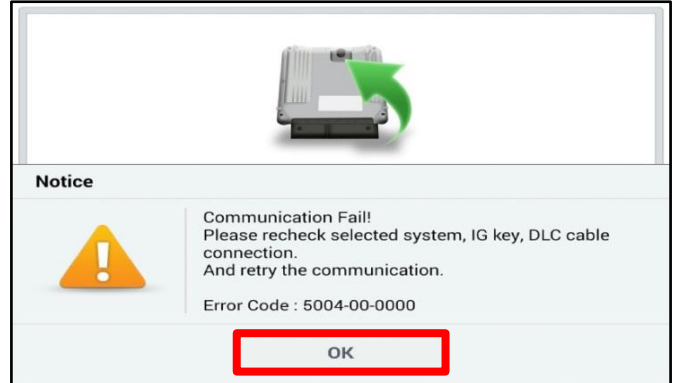 Notice
Communication Fail!
Please recheck selected system, IG key, DLC cable
connection.
And retry the communication.
Error Code : 5004-00-0000
OK